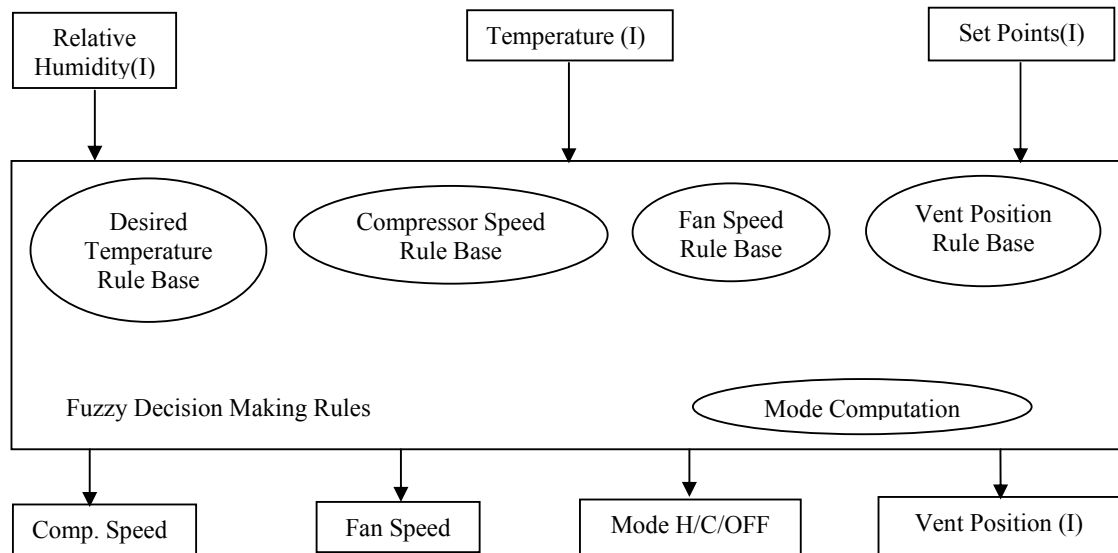 Relative
Humidity(I)
Temperature (I)
Set Points(I)
Desired
Temperature
Rule Base
Compressor Speed
Rule Base
Fan Speed
Rule Base
Vent Position
Rule Base
Fuzzy Decision Making Rules
Mode Computation
Comp. Speed
Fan Speed
Mode H/C/OFF
Vent Position (I)